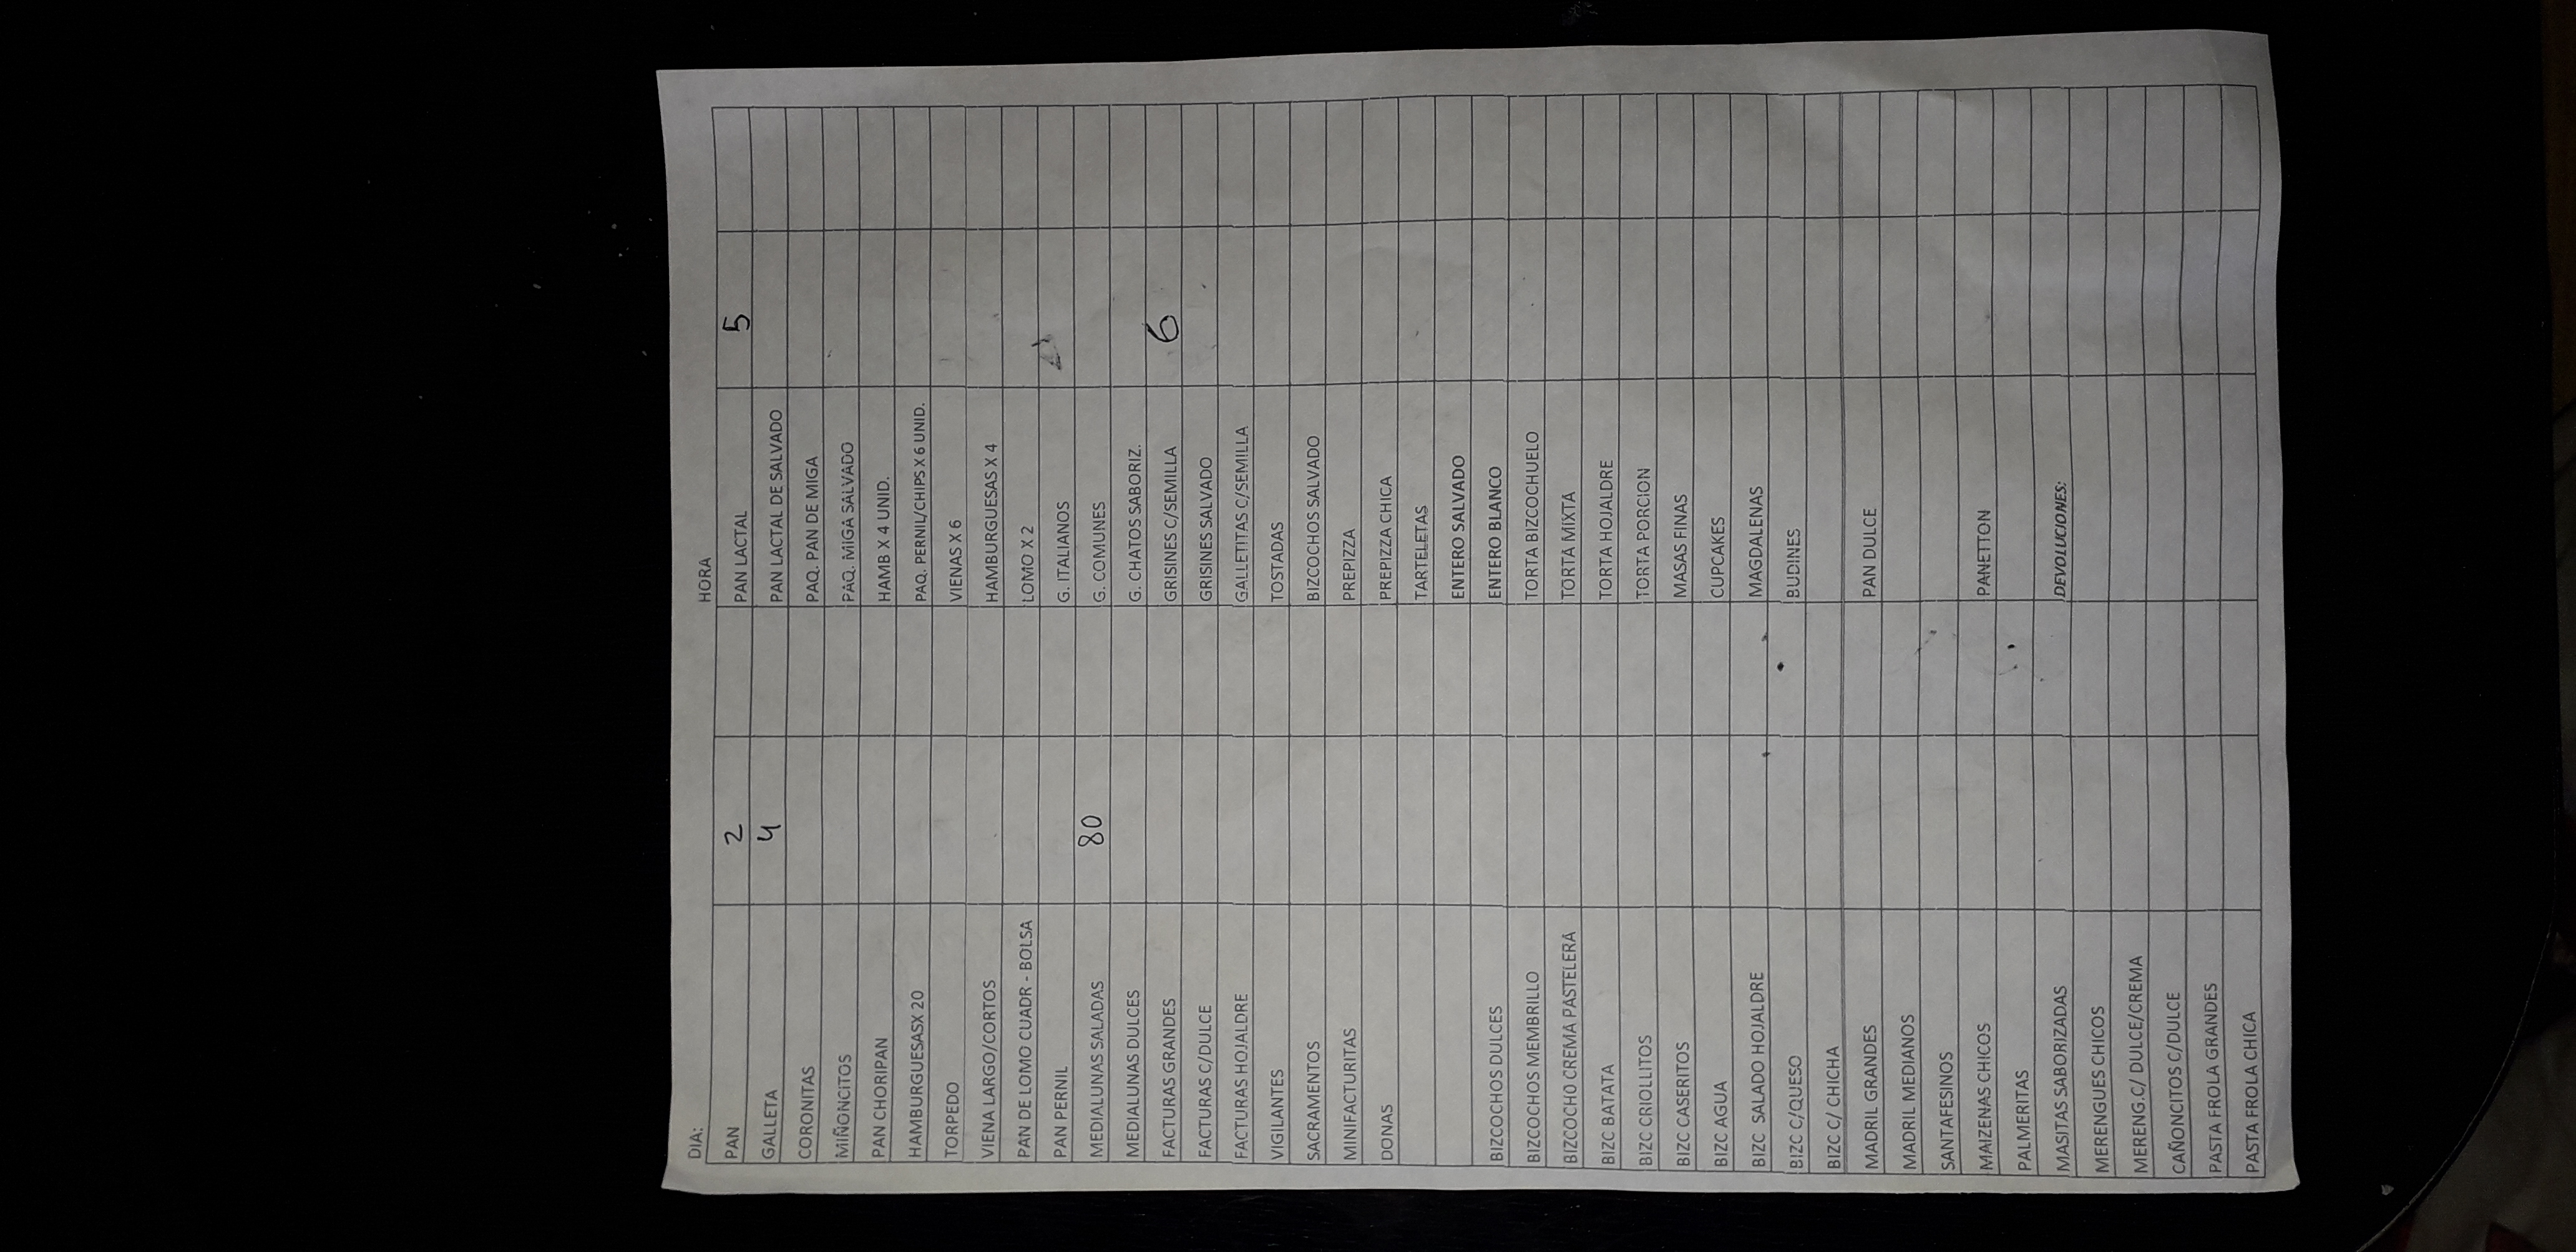 DIA: HORA
PAN 2 PAN LACTAL 5
GALLETA 4 PAN LACTAL DE SALVADO
CORONITAS PAQ. PAN DE MIGA
MIÑONCITOS PAQ. MIGA SALVADO
PAN CHORIPAN HAMB X 4 UNID.
HAMBURGUESASX 20 PAQ. PERNIL/CHIPS X 6 UNID.
TORPEDO VIENAS X 6
VIENA LARGO/CORTOS HAMBURGUESAS X 4
PAN DE LOMO CUADR - BOLSA LOMO X 2
PAN PERNIL G. ITALIANOS
MEDIALUNAS SALADAS 80 G. COMUNES
MEDIALUNAS DULCES G. CHATOS SABORIZ.
FACTURAS GRANDES GRISINES C/SEMILLA 6
FACTURAS C/DULCE GRISINES SALVADO
FACTURAS HOJALDRE GALLETITAS C/SEMILLA
VIGILANTES TOSTADAS
SACRAMENTOS BIZCOCHOS SALVADO
MINIFACTURITAS PREPIZZA
DONAS PREPIZZA CHICA
TARTELETAS
ENTERO SALVADO
BIZCOCHOS DULCES ENTERO BLANCO
BIZCOCHOS MEMBRILLO TORTA BIZCOCHUELO
BIZCOCHO CREMA PASTELERA TORTA MIXTA
BIZC BATATA TORTA HOJALDRE
BIZC CRIOLLITOS TORTA PORCION
BIZC CASERITOS MASAS FINAS
BIZC AGUA CUPCAKES
BIZC SALADO HOJALDRE MAGDALENAS
BIZC C/QUESO BUDINES
BIZC C/ CHICHA
MADRIL GRANDES PAN DULCE
MADRIL MEDIANOS
SANTAFESINOS
MAIZENAS CHICOS PANETTON
PALMERITAS
MASITAS SABORIZADAS DEVOLUCIONES:
MERENGUES CHICOS
MERENG.C/ DULCE/CREMA
CAÑONCITOS C/DULCE
PASTA FROLA GRANDES
PASTA FROLA CHICA